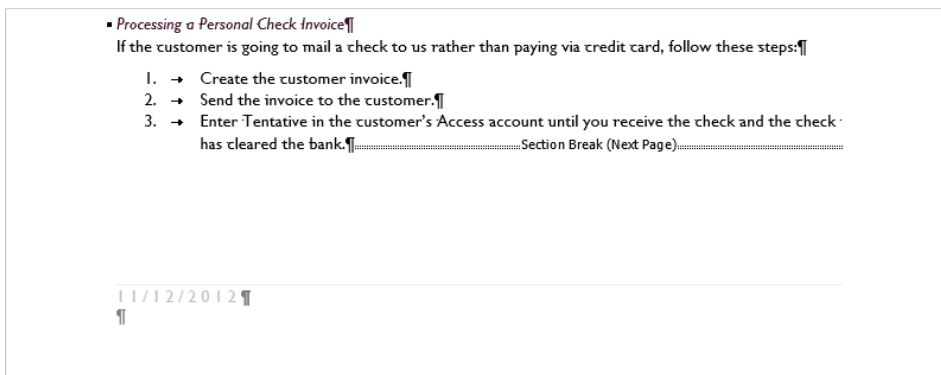 Processing a Personal Check Invoice¶
If the customer is going to mail a check to us rather than paying via credit card, follow these steps:¶
1. → Create the customer invoice.¶
2. → Send the invoice to the customer.¶
3. → Enter Tentative in the customer's Access account until you receive the check and the check
has cleared the bank.¶ Section Break (Next Page)
11/12/2012¶
¶